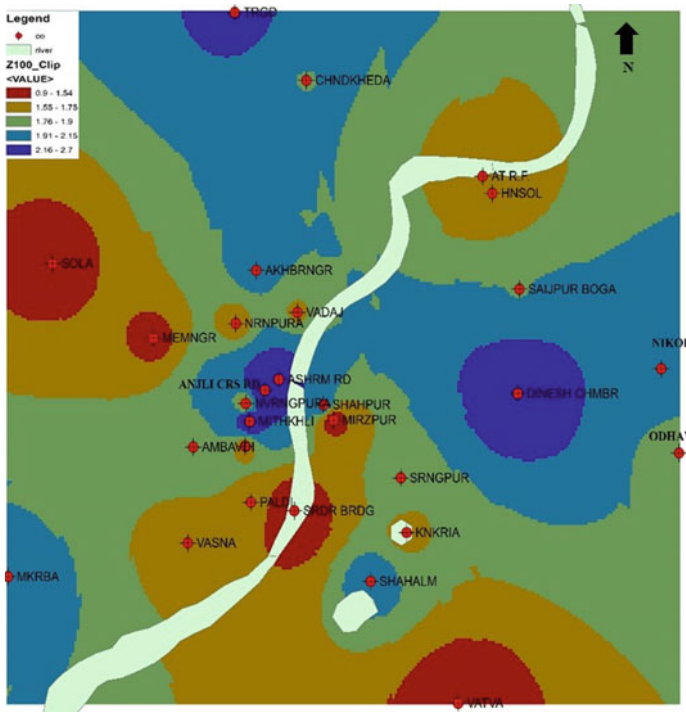 Legend
co
river
Z100_Clip
<VALUE>
0.9 - 1.54
1.55 - 1.75
1.76 - 1.9
1.91 - 2.15
2.16 - 2.7
TRGD
N
CHNDKHEDA
AT R.F.
HNSOL
SOLA
AKHBRNGR
SAIJPUR BOGA
VADAJ
NRNPURA
MEMNGR
NIKOL
ASHRM RD
ANJLI CRS RD
DINESH CHMBR
NVRNGPURA
SHAHPUR
MITHKHLI
MIRZPUR
AMBAVDI
ODHAV
SRNGPUR
PALDI
SRDR BRDG
KNKRIA
VASNA
MKRBA
SHAHALM
VATVA